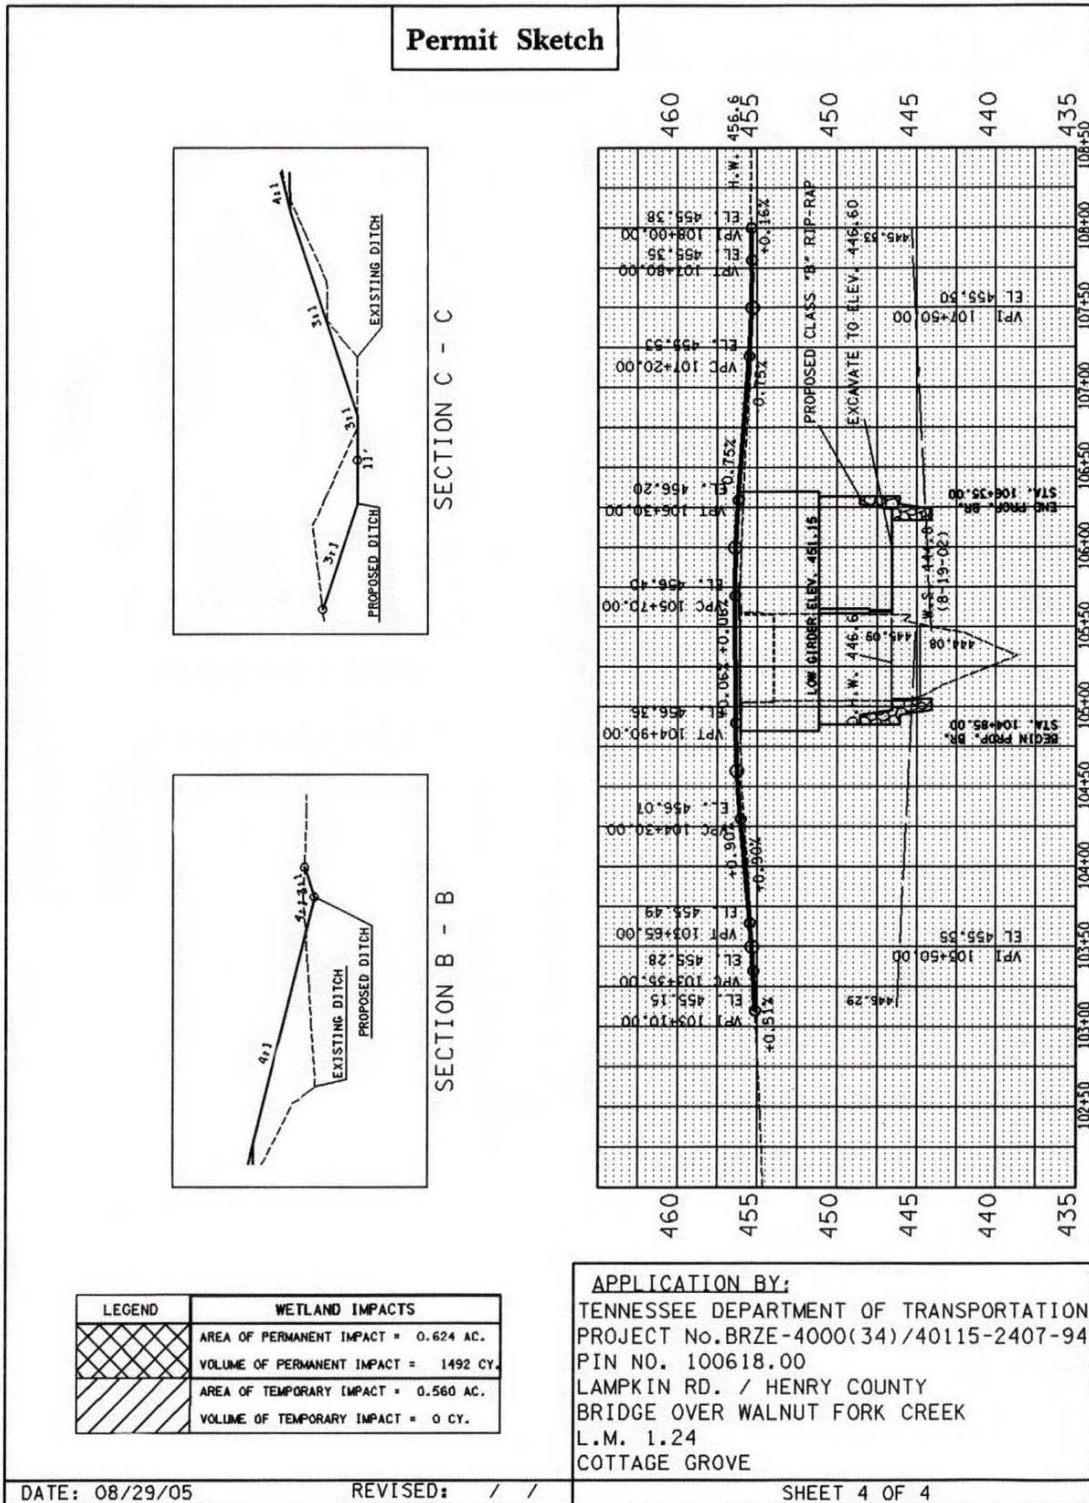 Permit Sketch
4:1
3:1
EXISTING DITCH
3:1
11'
3:1
PROPOSED DITCH
SECTION C - C
4:1
3:1
EXISTING DITCH
PROPOSED DITCH
4:1
SECTION B - B
460
455
450
445
440
435
H.W. 456.6
108+50
108+00
107+50
107+00
106+50
106+00
105+50
105+00
104+50
104+00
103+50
103+00
102+50
VPI 108+00.00
EL. 455.38
VPT 107+80.00
EL. 455.35
+0.16%
VPC 107+20.00
EL. 455.53
-0.75%
-0.75%
VPT 106+30.00
EL. 456.20
VPC 105+70.00
EL. 456.40
+0.06%
+0.06%
VPT 104+90.00
EL. 456.35
VPC 104+30.00
EL. 456.07
+0.90%
+0.90%
VPT 103+65.00
EL. 455.49
VPC 103+35.00
EL. 455.28
VPI 103+10.00
EL. 455.15
+0.51%
PROPOSED CLASS "B" RIP-RAP
EXCAVATE TO ELEV. 446.60
VPI 107+50.00
EL 455.30
END PROP. BR.
STA. 106+35.00
LOW GIRDER ELEV. 451.15
O.H.W. 446.6
445.09
444.08
(8-19-02)
BEGIN PROP. BR.
STA. 104+85.00
VPI 103+50.00
EL 455.35
460
455
450
445
440
435
LEGEND
WETLAND IMPACTS
AREA OF PERMANENT IMPACT = 0.624 AC.
VOLUME OF PERMANENT IMPACT = 1492 CY.
AREA OF TEMPORARY IMPACT = 0.560 AC.
VOLUME OF TEMPORARY IMPACT = 0 CY.
APPLICATION BY:
TENNESSEE DEPARTMENT OF TRANSPORTATION
PROJECT No.BRZE-4000(34)/40115-2407-94
PIN NO. 100618.00
LAMPKIN RD. / HENRY COUNTY
BRIDGE OVER WALNUT FORK CREEK
L.M. 1.24
COTTAGE GROVE
DATE: 08/29/05
REVISED: / /
SHEET 4 OF 4